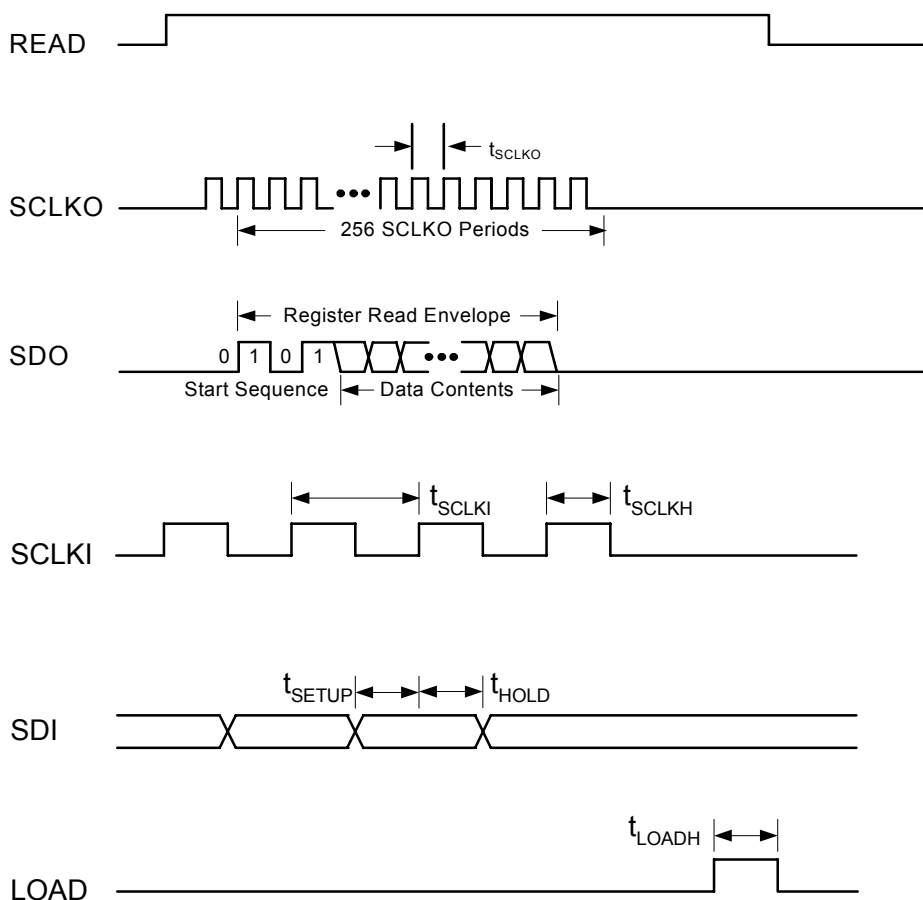 READ
t_SCLKO
SCLKO
256 SCLKO Periods
Register Read Envelope
SDO
0 1 0 1
Start Sequence
Data Contents
t_SCLKI
t_SCLKH
SCLKI
t_SETUP
t_HOLD
SDI
t_LOADH
LOAD